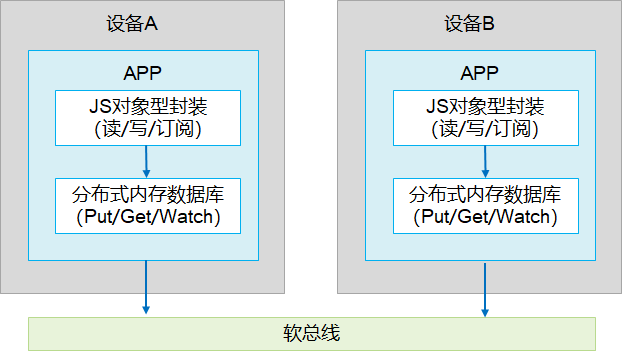 设备A
APP
JS对象型封装
(读/写/订阅)
分布式内存数据库
(Put/Get/Watch)
设备B
APP
JS对象型封装
(读/写/订阅)
分布式内存数据库
(Put/Get/Watch)
软总线